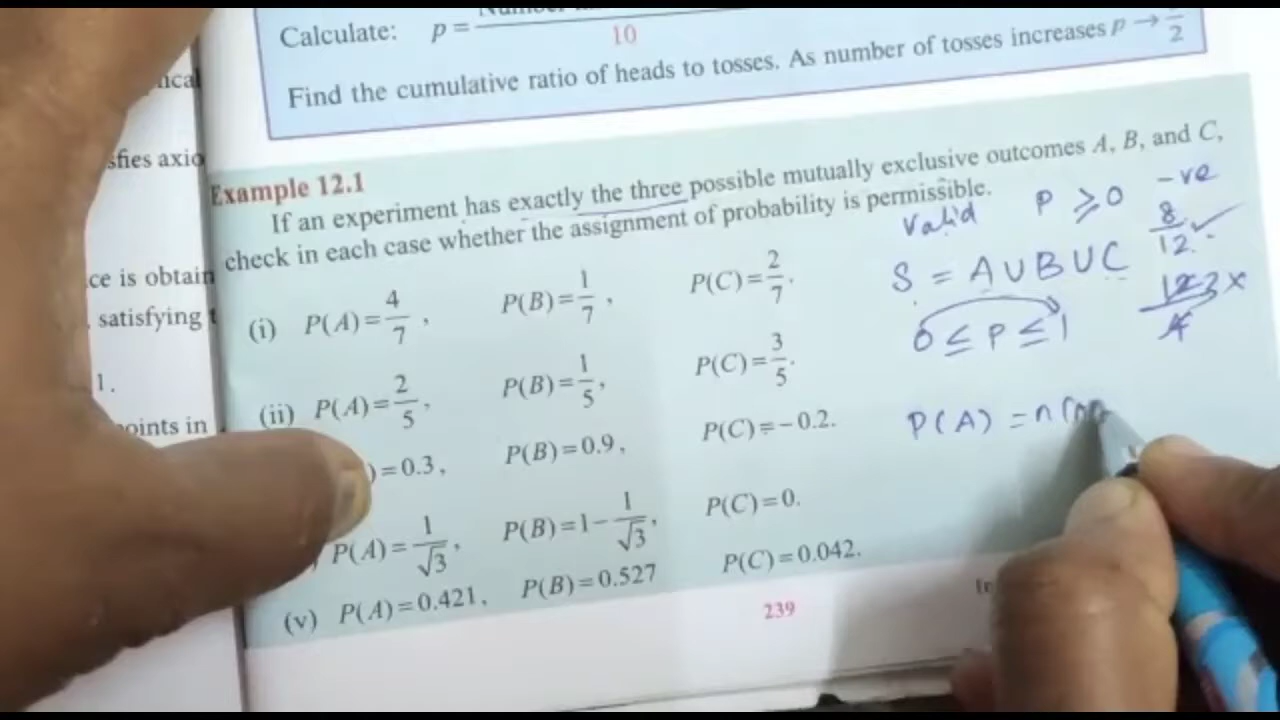 Calculate: p =
10
Find the cumulative ratio of heads to tosses. As number of tosses increases p → /2
sfies axio
ce is obtain
satisfying
1.
oints in
Example 12.1
If an experiment has exactly the three possible mutually exclusive outcomes A, B, and C,
check in each case whether the assignment of probability is permissible.
(i) P(A) = 4/7 , P(B) = 1/7 , P(C) = 2/7.
(ii) P(A) = 2/5 , P(B) = 1/5 , P(C) = 3/5.
) = 0.3 , P(B) = 0.9 , P(C) = −0.2.
P(A) = 1/√3 , P(B) = 1 − 1/√3 , P(C) = 0.
(v) P(A) = 0.421 , P(B) = 0.527 P(C) = 0.042.
239
Valid P ≥ 0 -ve
8/12 ✓
S = A ∪ B ∪ C
0 ≤ P ≤ 1
P(A) = n(